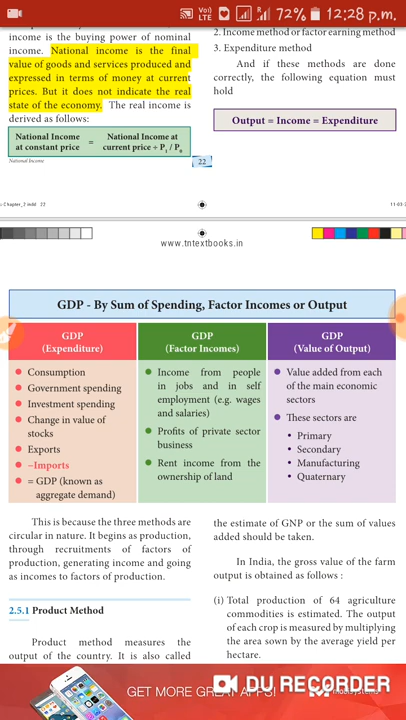 Vo)
LTE
R
72% 12:28 p.m.
income is the buying power of nominal
income. National income is the final
value of goods and services produced and
expressed in terms of money at current
prices. But it does not indicate the real
state of the economy. The real income is
derived as follows:
National Income at constant price = National Income at current price ÷ P1 / P0
National Income
22
2. Income method or factor earning method
3. Expenditure method
And if these methods are done
correctly, the following equation must
hold
Output = Income = Expenditure
Chapter_2.indd 22
11-03-2
www.tntextbooks.in
GDP - By Sum of Spending, Factor Incomes or Output
GDP
(Expenditure)
Consumption
Government spending
Investment spending
Change in value of
stocks
Exports
−Imports
= GDP (known as
aggregate demand)
GDP
(Factor Incomes)
Income from people
in jobs and in self
employment (e.g. wages
and salaries)
Profits of private sector
business
Rent income from the
ownership of land
GDP
(Value of Output)
Value added from each
of the main economic
sectors
These sectors are
• Primary
• Secondary
• Manufacturing
• Quaternary
This is because the three methods are
circular in nature. It begins as production,
through recruitments of factors of
production, generating income and going
as incomes to factors of production.
2.5.1 Product Method
Product method measures the
output of the country. It is also called
the estimate of GNP or the sum of values
added should be taken.
In India, the gross value of the farm
output is obtained as follows :
(i) Total production of 64 agriculture
commodities is estimated. The output
of each crop is measured by multiplying
the area sown by the average yield per
hectare.
GET MORE GREAT APPS!
DU RECORDER